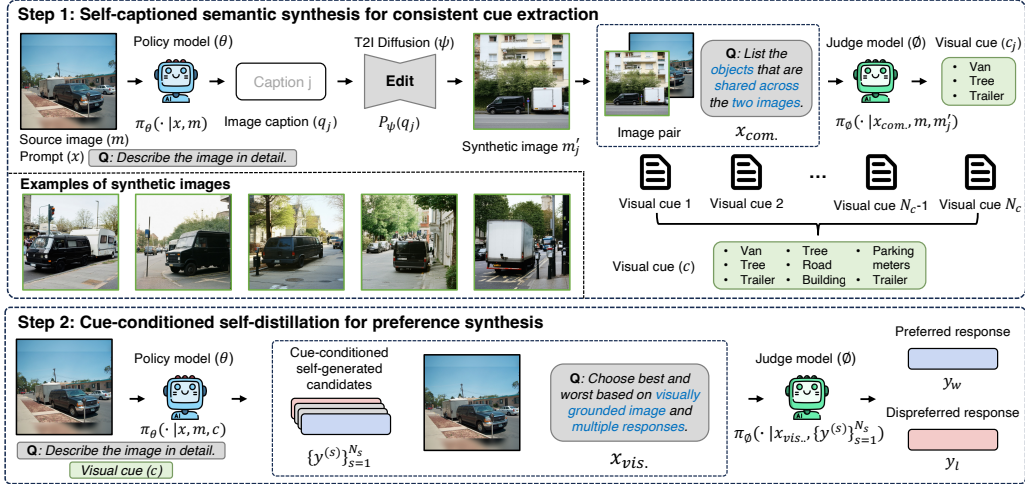 Step 1: Self-captioned semantic synthesis for consistent cue extraction
Policy model (θ)
AI
π_θ(· |x, m)
Source image (m)
Prompt (x)
Q: Describe the image in detail.
Caption j
Image caption (q_j)
T2I Diffusion (ψ)
Edit
P_ψ(q_j)
Synthetic image m'_j
Image pair
Q: List the
objects that are
shared across
the two images.
x_com.
Judge model (Ø)
AI
π_Ø(· |x_com., m, m'_j)
Visual cue (c_j)
• Van
• Tree
• Trailer
Examples of synthetic images
Visual cue 1
Visual cue 2
...
Visual cue N_c-1
Visual cue N_c
Visual cue (c)
• Van
• Tree
• Trailer
• Tree
• Road
• Building
• Parking
meters
• Trailer
Step 2: Cue-conditioned self-distillation for preference synthesis
Policy model (θ)
AI
π_θ(· |x, m, c)
Q: Describe the image in detail.
Visual cue (c)
Cue-conditioned
self-generated
candidates
{y^(s)}_{s=1}^{N_s}
Q: Choose best and
worst based on visually
grounded image and
multiple responses.
x_vis.
Judge model (Ø)
AI
π_Ø(· |x_vis., {y^(s)}_{s=1}^{N_s})
Preferred response
y_w
Dispreferred response
y_l